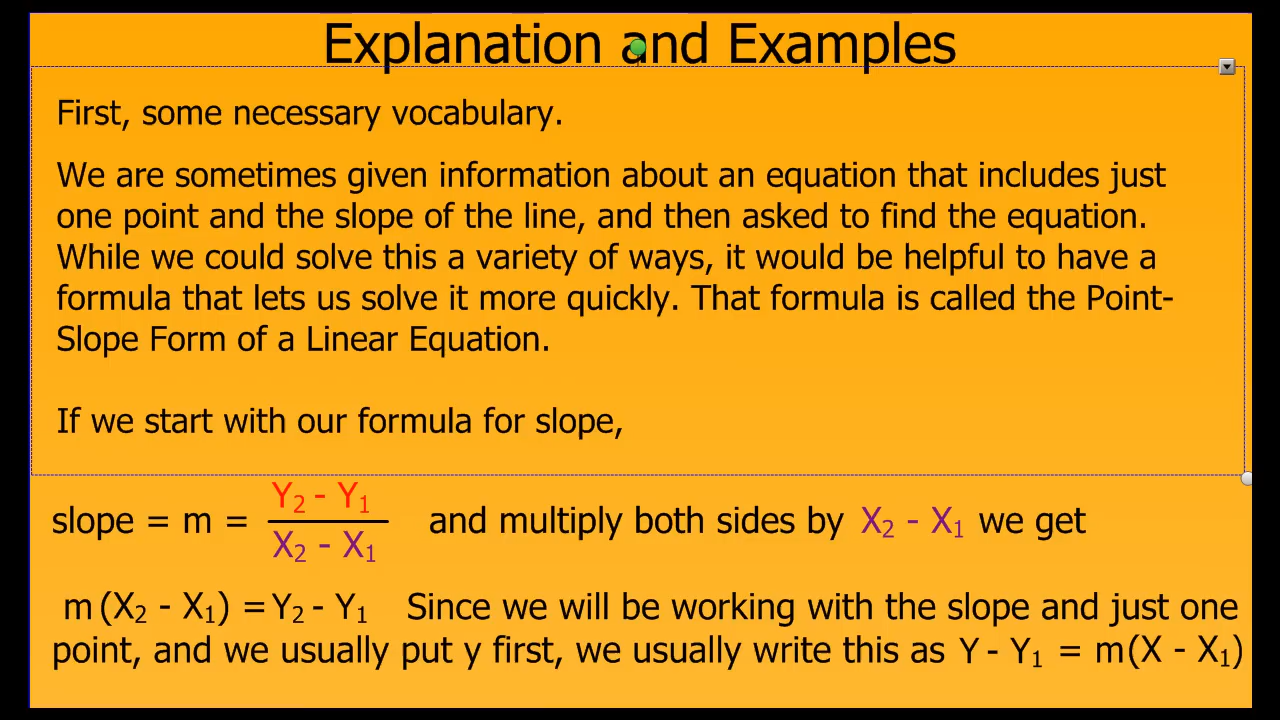 Explanation and Examples
First, some necessary vocabulary.
We are sometimes given information about an equation that includes just
one point and the slope of the line, and then asked to find the equation.
While we could solve this a variety of ways, it would be helpful to have a
formula that lets us solve it more quickly. That formula is called the Point-
Slope Form of a Linear Equation.
If we start with our formula for slope,
Y₂ - Y₁
slope = m = and multiply both sides by X₂ - X₁ we get
X₂ - X₁
m (X₂ - X₁) = Y₂ - Y₁ Since we will be working with the slope and just one
point, and we usually put y first, we usually write this as Y - Y₁ = m(X - X₁)